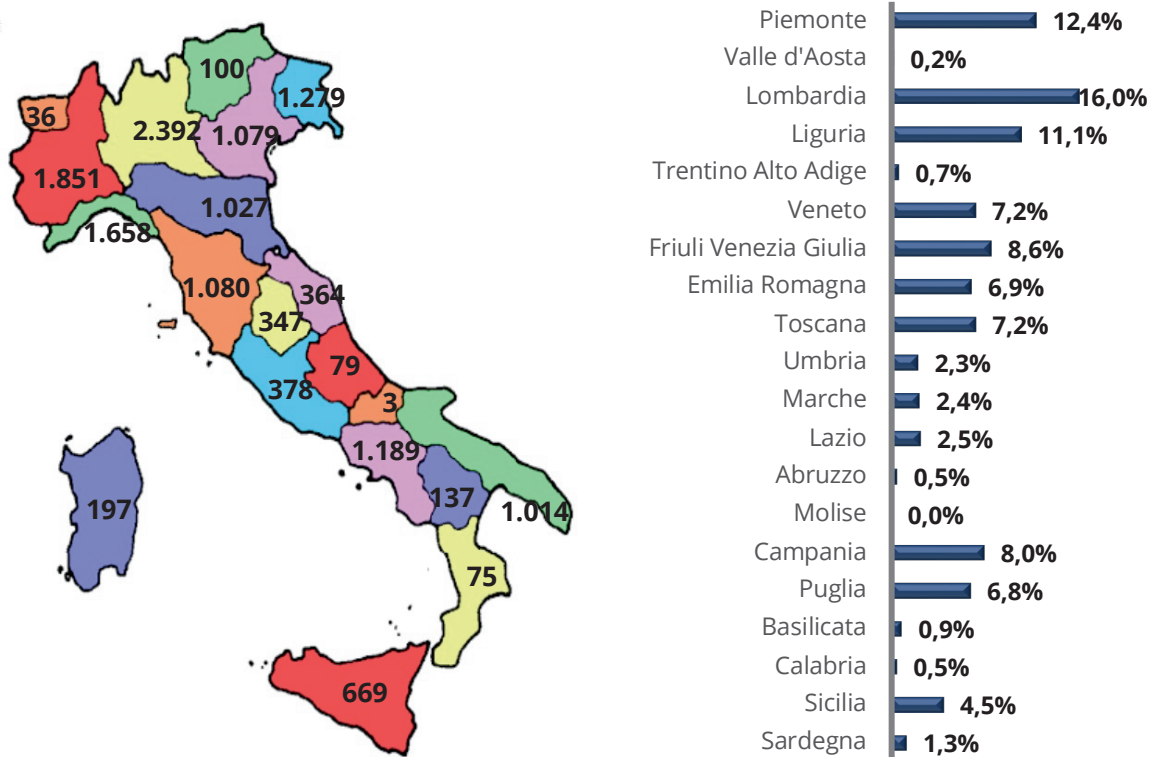 100
1.279
36
2.392
1.079
1.851
1.027
1.658
1.080
364
347
79
378
3
1.189
137
197
1.014
75
669
Piemonte 12,4%
Valle d'Aosta 0,2%
Lombardia 16,0%
Liguria 11,1%
Trentino Alto Adige 0,7%
Veneto 7,2%
Friuli Venezia Giulia 8,6%
Emilia Romagna 6,9%
Toscana 7,2%
Umbria 2,3%
Marche 2,4%
Lazio 2,5%
Abruzzo 0,5%
Molise 0,0%
Campania 8,0%
Puglia 6,8%
Basilicata 0,9%
Calabria 0,5%
Sicilia 4,5%
Sardegna 1,3%